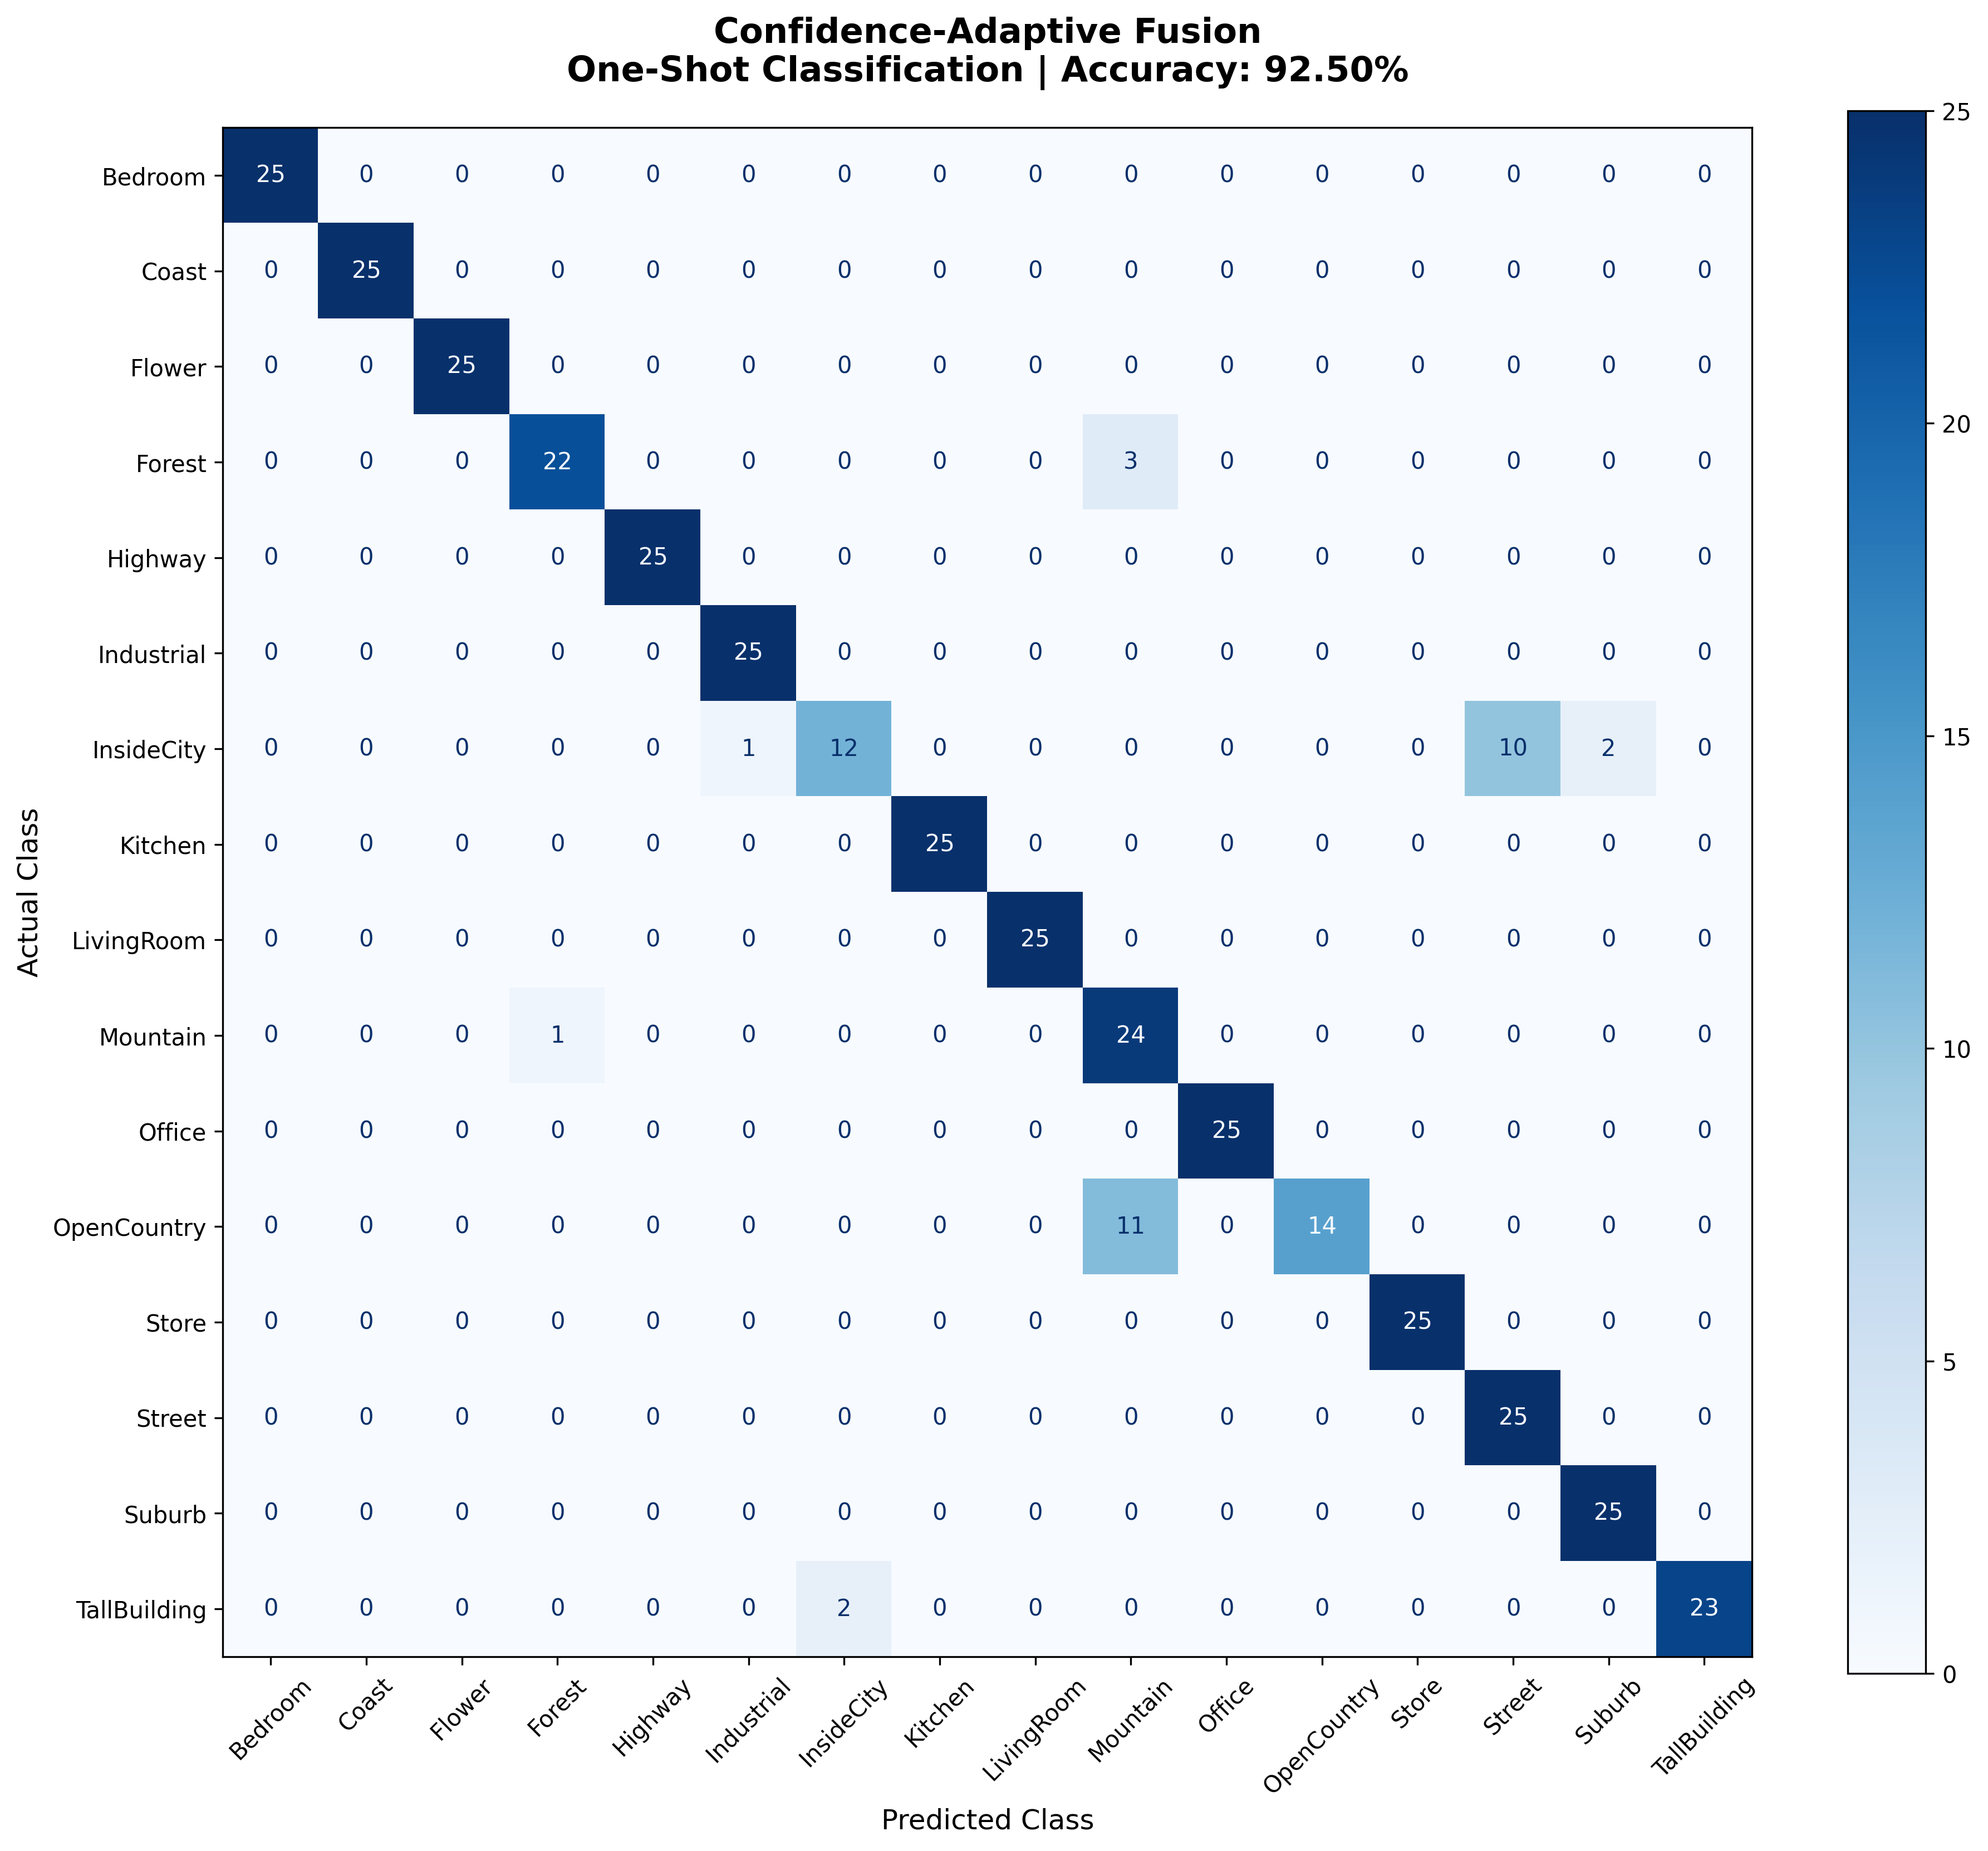 Confidence-Adaptive Fusion
One-Shot Classification | Accuracy: 92.50%
Bedroom 25 0 0 0 0 0 0 0 0 0 0 0 0 0 0 0
Coast 0 25 0 0 0 0 0 0 0 0 0 0 0 0 0 0
Flower 0 0 25 0 0 0 0 0 0 0 0 0 0 0 0 0
Forest 0 0 0 22 0 0 0 0 0 3 0 0 0 0 0 0
Highway 0 0 0 0 25 0 0 0 0 0 0 0 0 0 0 0
Industrial 0 0 0 0 0 25 0 0 0 0 0 0 0 0 0 0
InsideCity 0 0 0 0 0 1 12 0 0 0 0 0 0 10 2 0
Kitchen 0 0 0 0 0 0 0 25 0 0 0 0 0 0 0 0
LivingRoom 0 0 0 0 0 0 0 0 25 0 0 0 0 0 0 0
Mountain 0 0 0 1 0 0 0 0 0 24 0 0 0 0 0 0
Office 0 0 0 0 0 0 0 0 0 0 25 0 0 0 0 0
OpenCountry 0 0 0 0 0 0 0 0 0 11 0 14 0 0 0 0
Store 0 0 0 0 0 0 0 0 0 0 0 0 25 0 0 0
Street 0 0 0 0 0 0 0 0 0 0 0 0 0 25 0 0
Suburb 0 0 0 0 0 0 0 0 0 0 0 0 0 0 25 0
TallBuilding 0 0 0 0 0 0 2 0 0 0 0 0 0 0 0 23
Bedroom Coast Flower Forest Highway Industrial InsideCity Kitchen LivingRoom Mountain Office OpenCountry Store Street Suburb TallBuilding
Predicted Class
Actual Class
25
20
15
10
5
0